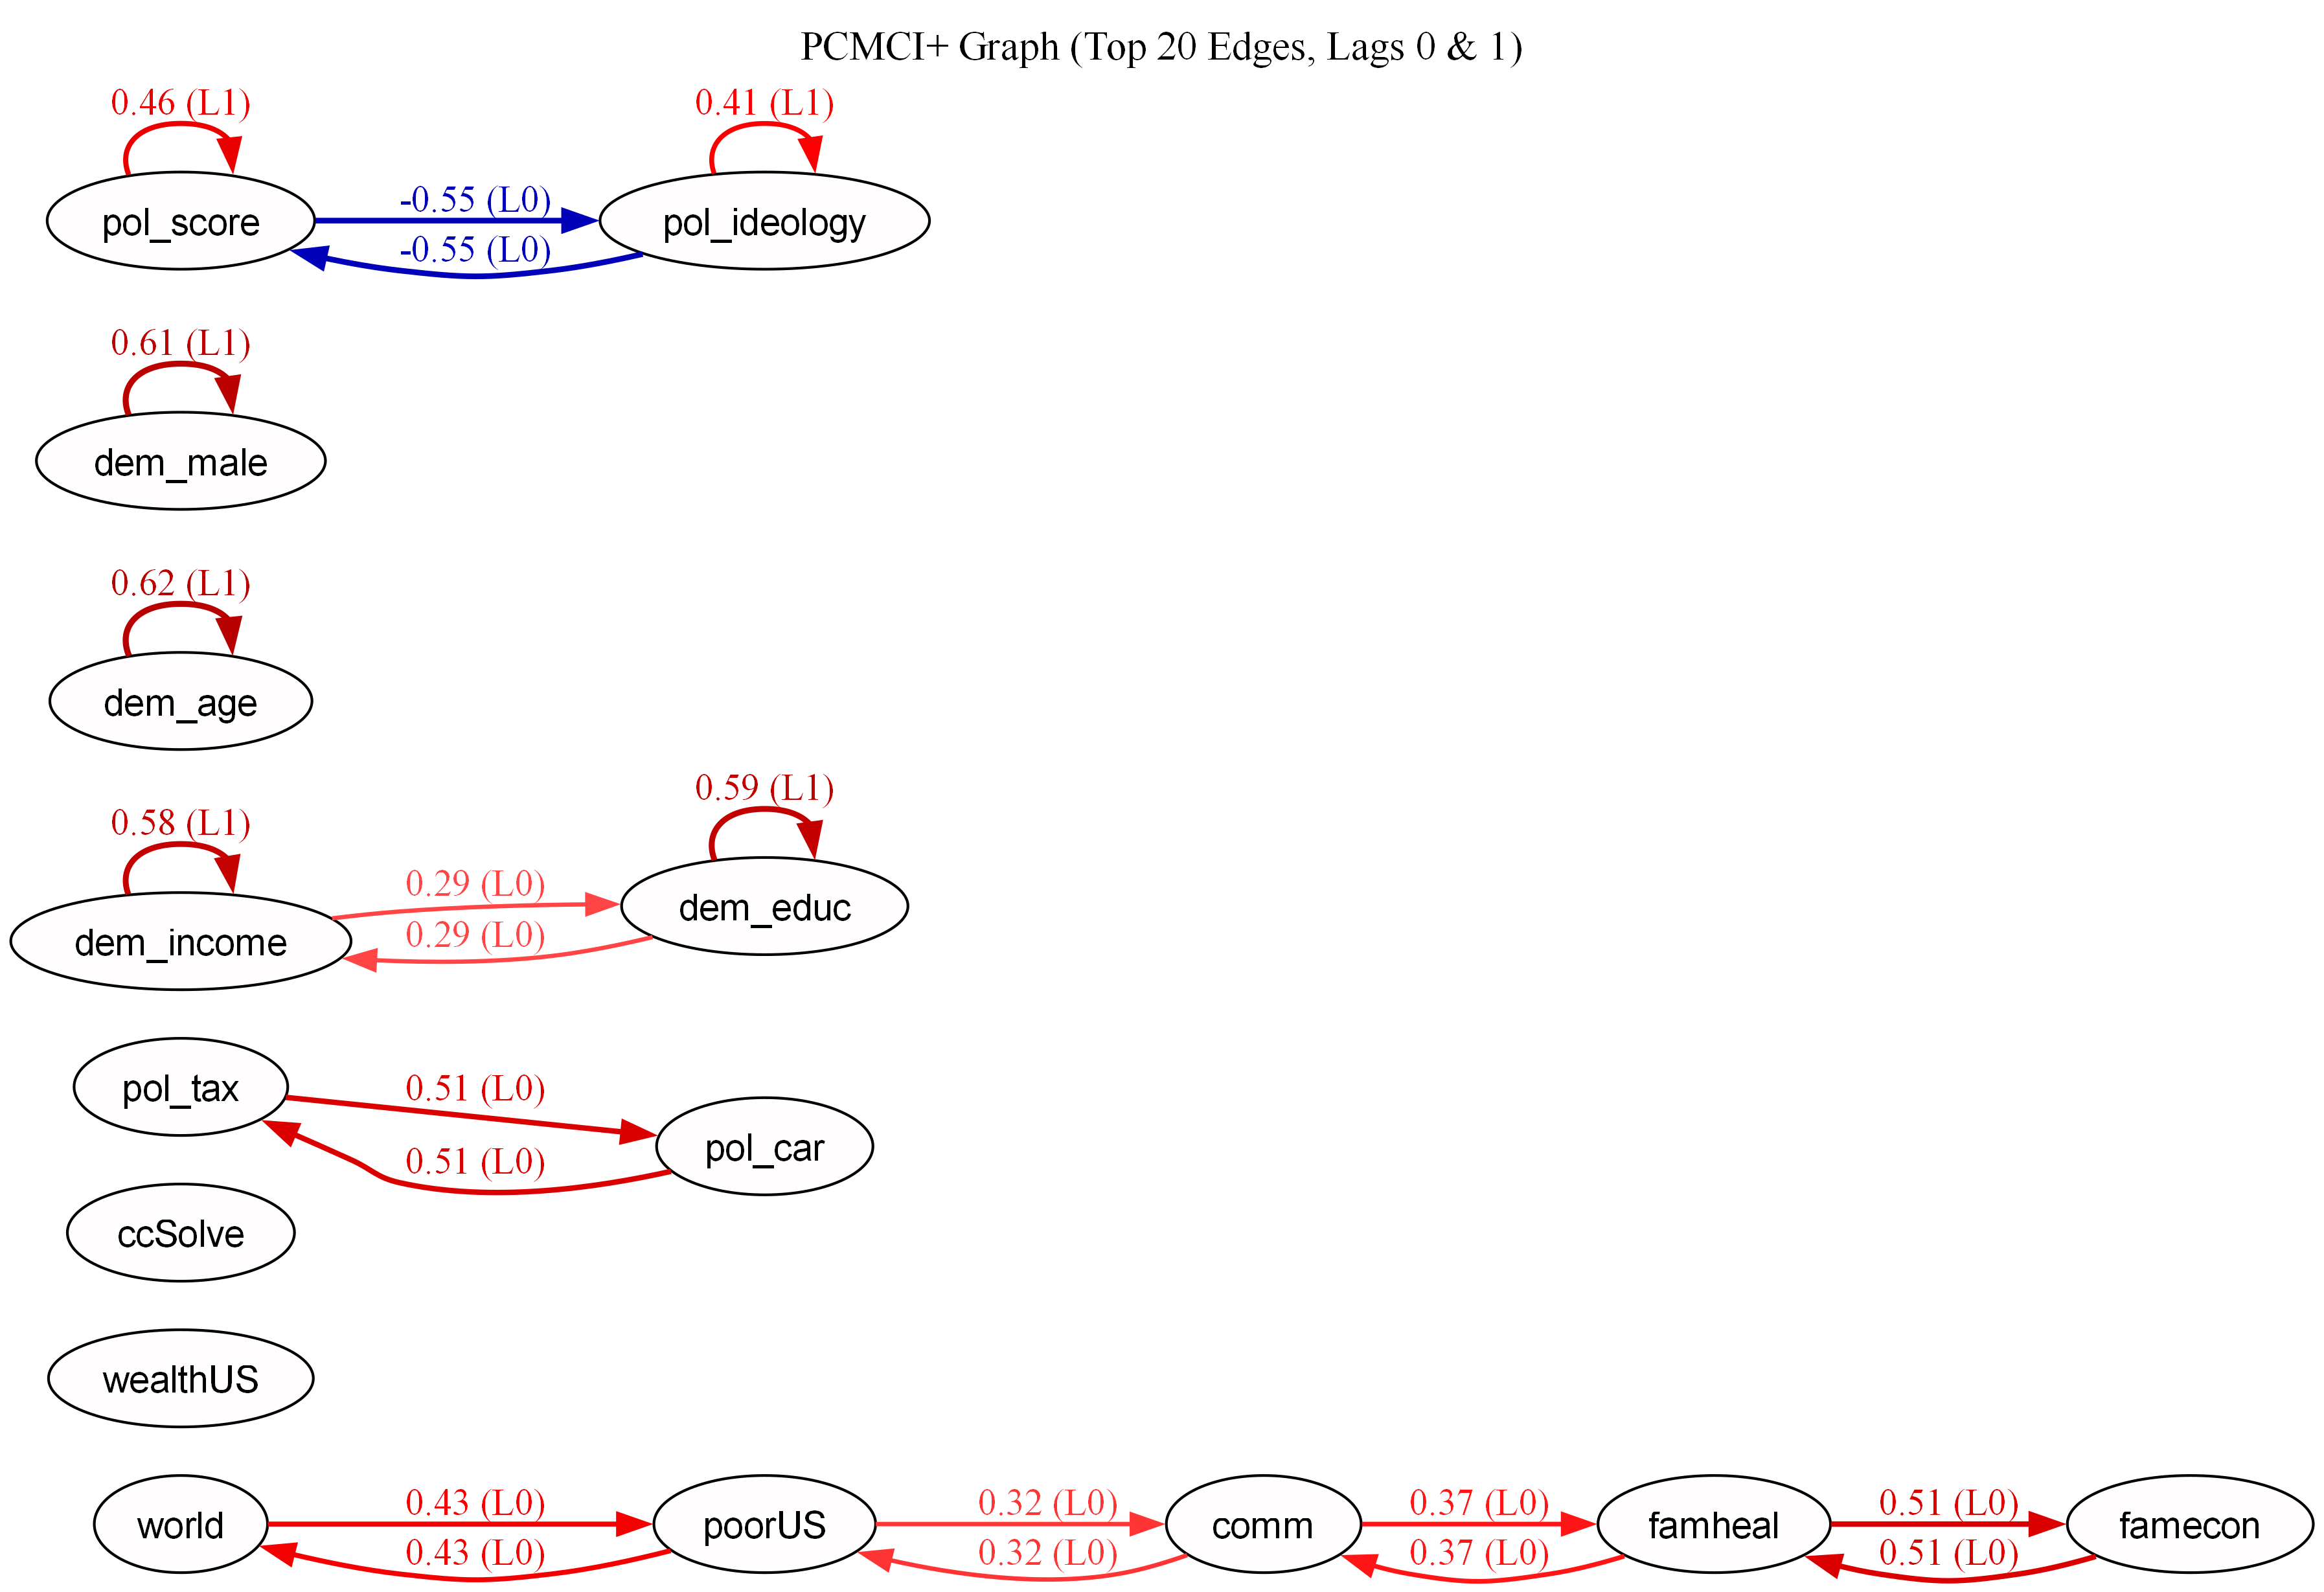 PCMCI+ Graph (Top 20 Edges, Lags 0 & 1)
0.46 (L1)
0.41 (L1)
pol_score
-0.55 (L0)
-0.55 (L0)
pol_ideology
0.61 (L1)
dem_male
0.62 (L1)
dem_age
0.59 (L1)
0.58 (L1)
dem_income
0.29 (L0)
0.29 (L0)
dem_educ
pol_tax
0.51 (L0)
0.51 (L0)
pol_car
ccSolve
wealthUS
world
0.43 (L0)
0.43 (L0)
poorUS
0.32 (L0)
0.32 (L0)
comm
0.37 (L0)
0.37 (L0)
famheal
0.51 (L0)
0.51 (L0)
famecon